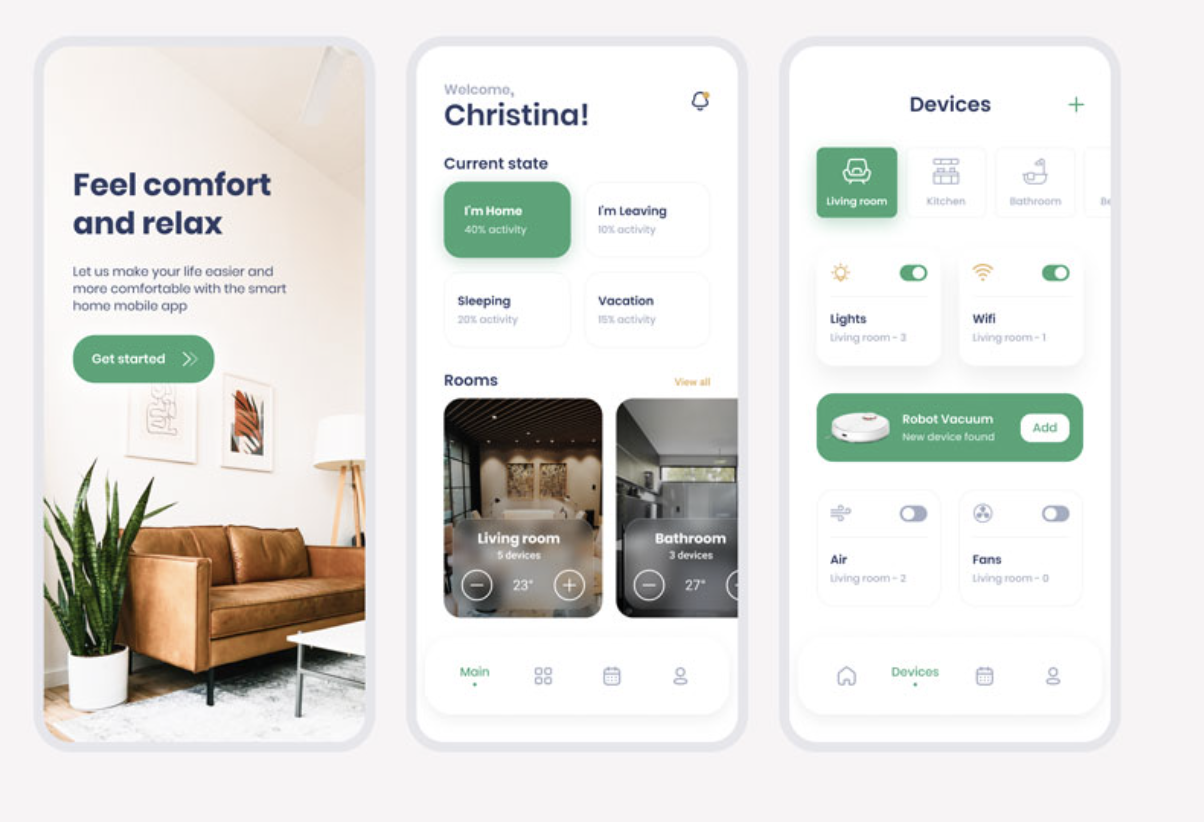 Feel comfort
and relax
Let us make your life easier and
more comfortable with the smart
home mobile app
Get started
Welcome,
Christina!
Current state
I'm Home
40% activity
I'm Leaving
10% activity
Sleeping
20% activity
Vacation
15% activity
Rooms
View all
Living room
5 devices
23°
Bathroom
3 devices
27°
Main
Devices
Living room
Kitchen
Bathroom
Be
Lights
Living room - 3
Wifi
Living room - 1
Robot Vacuum
New device found
Add
Air
Living room - 2
Fans
Living room - 0
Devices